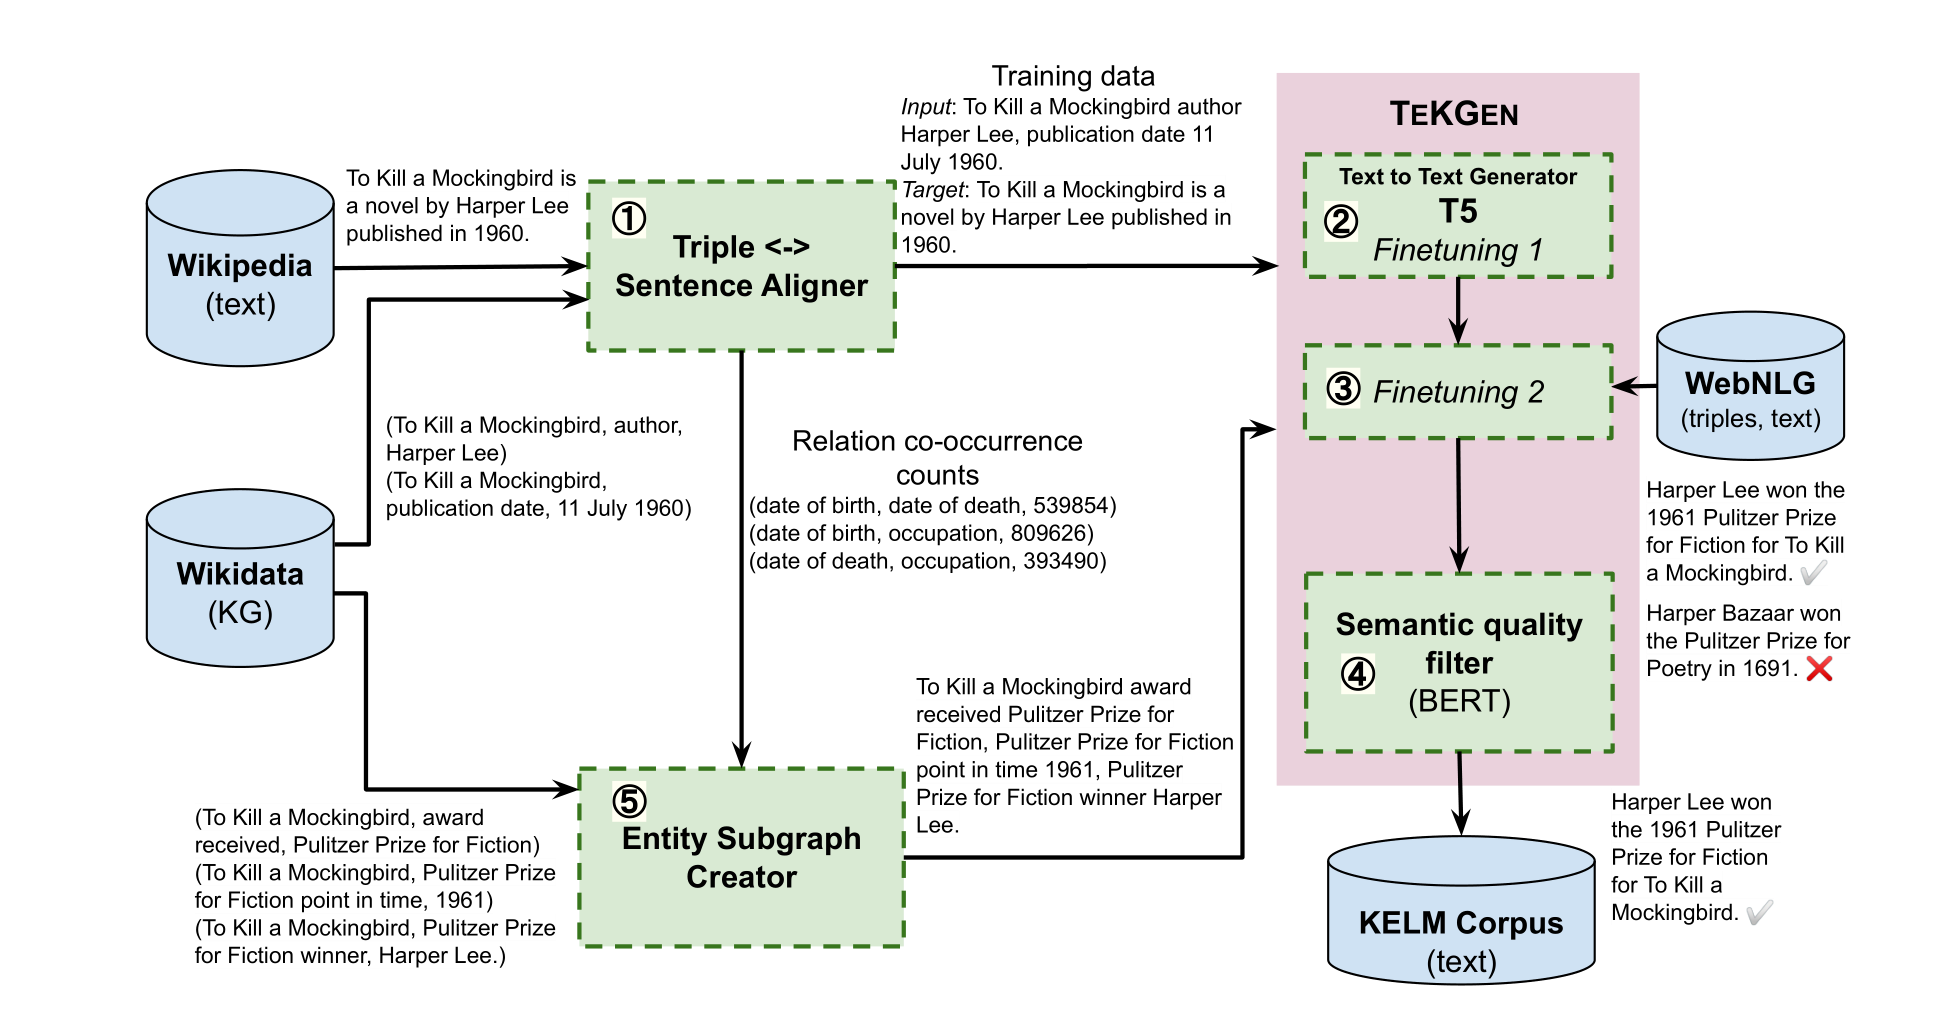 Training data
Input: To Kill a Mockingbird author
Harper Lee, publication date 11
July 1960.
Target: To Kill a Mockingbird is a
novel by Harper Lee published in
1960.
TEKGEN
Text to Text Generator
T5
② Finetuning 1
To Kill a Mockingbird is
a novel by Harper Lee
published in 1960.
Wikipedia
(text)
①
Triple <->
Sentence Aligner
③ Finetuning 2
WebNLG
(triples, text)
(To Kill a Mockingbird, author,
Harper Lee)
(To Kill a Mockingbird,
publication date, 11 July 1960)
Relation co-occurrence
counts
(date of birth, date of death, 539854)
(date of birth, occupation, 809626)
(date of death, occupation, 393490)
Harper Lee won the
1961 Pulitzer Prize
for Fiction for To Kill
a Mockingbird. ✔
Harper Bazaar won
the Pulitzer Prize for
Poetry in 1691. ❌
Wikidata
(KG)
Semantic quality
filter
④ (BERT)
To Kill a Mockingbird award
received Pulitzer Prize for
Fiction, Pulitzer Prize for Fiction
point in time 1961, Pulitzer
Prize for Fiction winner Harper
Lee.
(To Kill a Mockingbird, award
received, Pulitzer Prize for Fiction)
(To Kill a Mockingbird, Pulitzer Prize
for Fiction point in time, 1961)
(To Kill a Mockingbird, Pulitzer Prize
for Fiction winner, Harper Lee.)
⑤
Entity Subgraph
Creator
Harper Lee won
the 1961 Pulitzer
Prize for Fiction
for To Kill a
Mockingbird. ✔
KELM Corpus
(text)